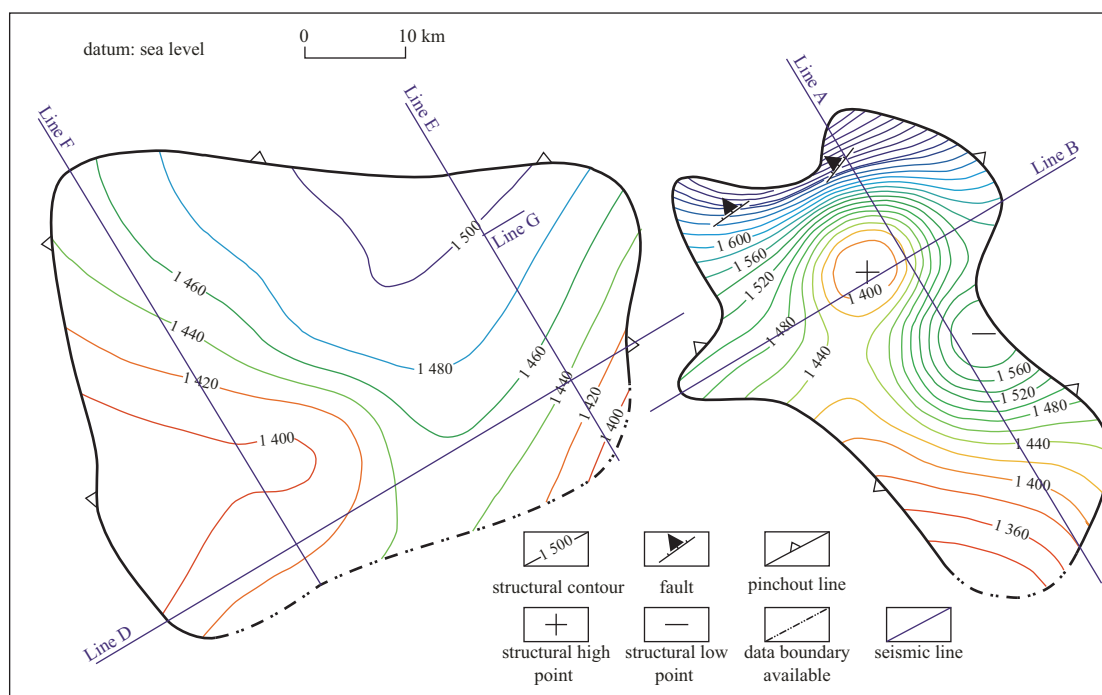 datum: sea level
0
10 km
Line F
Line E
Line A
Line B
1 500
Line G
1 600
1 560
1 520
1 400
1 460
1 480
1 480
1 440
1 460
1 440
1 440
1 420
1 420
1 400
1 400
1 560
1 520
1 480
1 440
1 400
1 360
Line D
1 500
structural contour
fault
pinchout line
structural high
point
structural low
point
data boundary
available
seismic line